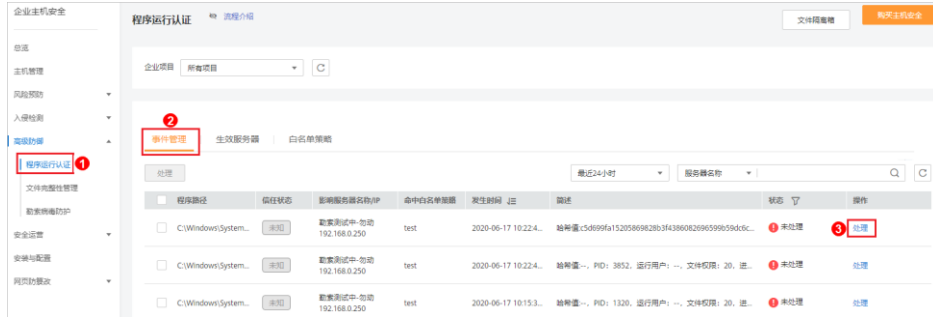 企业主机安全
程序运行认证 流程介绍 文件隔离箱 购买主机安全
总览
主机管理
风险预防
入侵检测
高级防御
程序运行认证 1
文件完整性管理
勒索病毒防护
安全运营
安装与配置
网页防篡改
企业项目 所有项目
2
事件管理 生效服务器 白名单策略
处理 最近24小时 服务器名称
程序路径 信任状态 影响服务器名称/IP 命中白名单策略 发生时间 描述 状态 操作
C:\Windows\System... 未知 勒索测试中-勿动 192.168.0.250 test 2020-06-17 10:22:4... 哈希值:c5d699fa15205869828b3f4386082696599b59dc6c... 未处理 3 处理
C:\Windows\System... 未知 勒索测试中-勿动 192.168.0.250 test 2020-06-17 10:22:4... 哈希值:--, PID: 3852, 运行用户: --, 文件权限: 20, 进... 未处理 处理
C:\Windows\System... 未知 勒索测试中-勿动 192.168.0.250 test 2020-06-17 10:15:3... 哈希值:--, PID: 1320, 运行用户: --, 文件权限: 20, 进... 未处理 处理